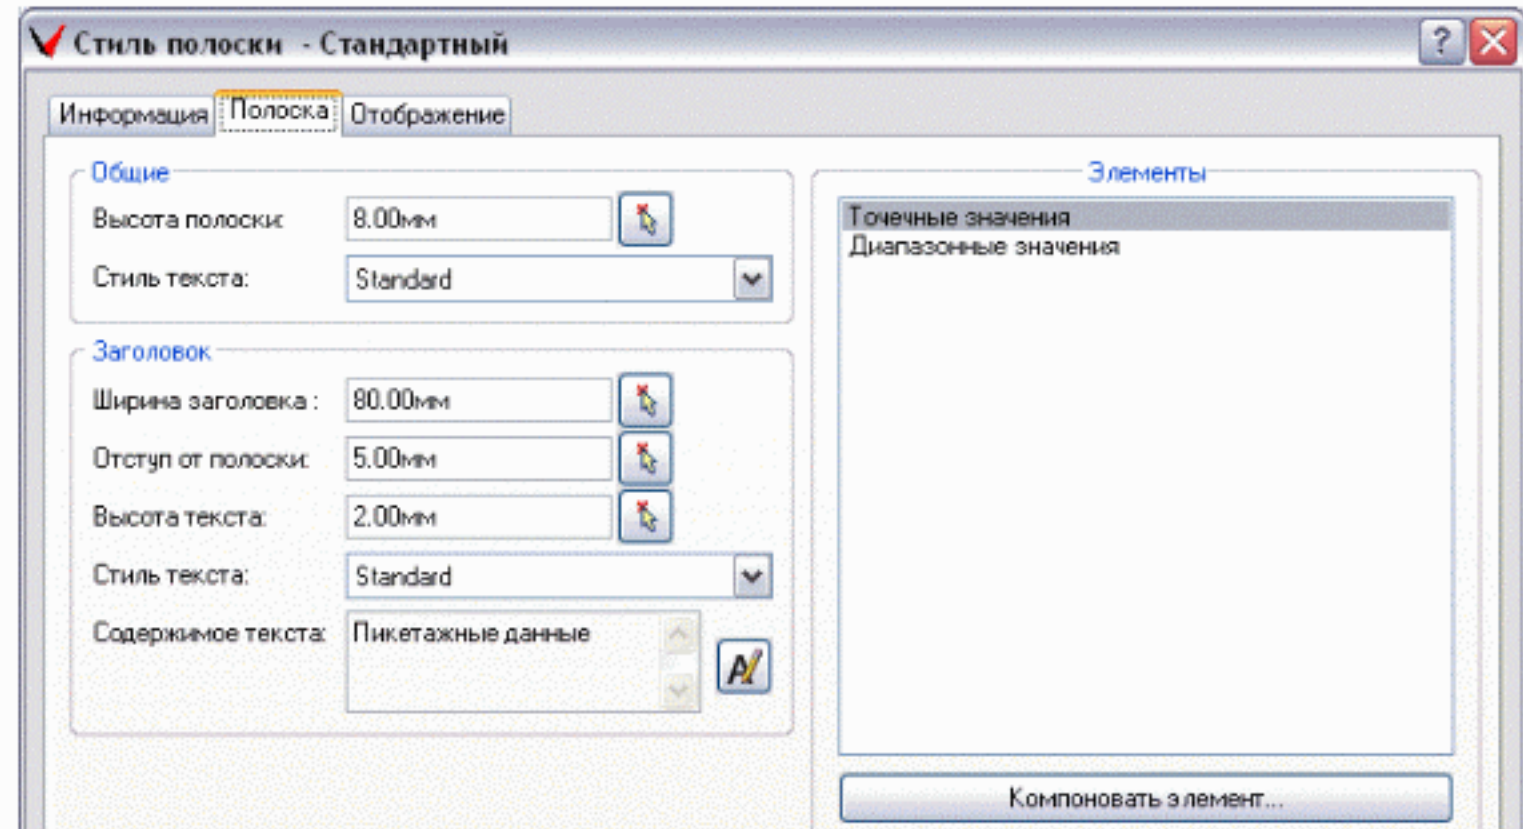 Стиль полоски - Стандартный
?
Информация Полоска Отображение
Общие
Высота полоски: 8.00мм
Стиль текста: Standard
Заголовок
Ширина заголовка : 80.00мм
Отступ от полоски: 5.00мм
Высота текста: 2.00мм
Стиль текста: Standard
Содержимое текста: Пикетажные данные
A
Элементы
Точечные значения
Диапазонные значения
Компоновать элемент...